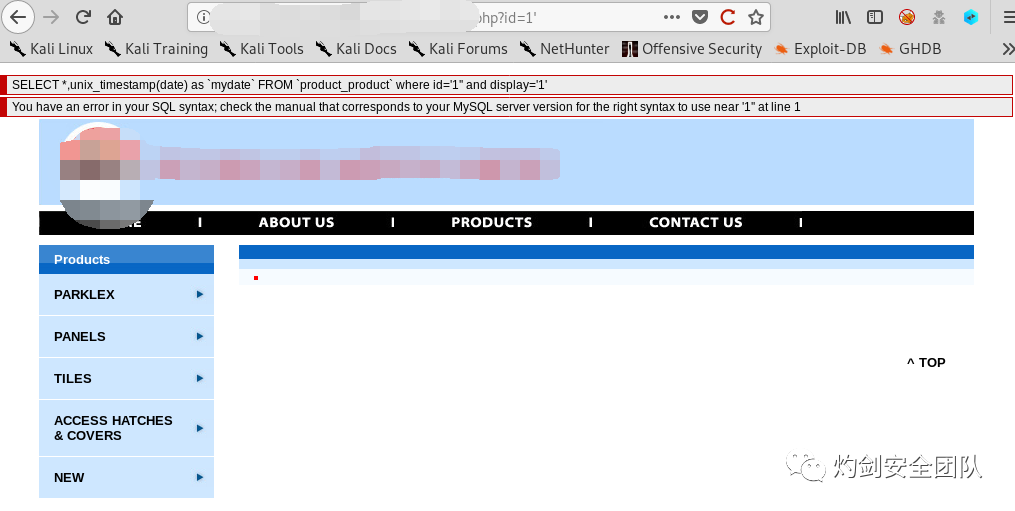 .php?id=1'
Kali Linux Kali Training Kali Tools Kali Docs Kali Forums NetHunter Offensive Security Exploit-DB GHDB
SELECT *,unix_timestamp(date) as `mydate` FROM `product_product` where id='1'' and display='1'
You have an error in your SQL syntax; check the manual that corresponds to your MySQL server version for the right syntax to use near '1'' at line 1
ABOUT US I PRODUCTS I CONTACT US I
Products
PARKLEX
PANELS
TILES
ACCESS HATCHES
& COVERS
NEW
^ TOP
灼剑安全团队